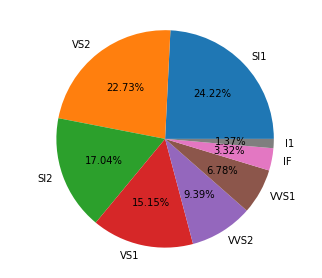 VS2
SI1
22.73%
24.22%
I1
1.37%
3.32%
IF
SI2
17.04%
6.78%
VVS1
9.39%
15.15%
VVS2
VS1